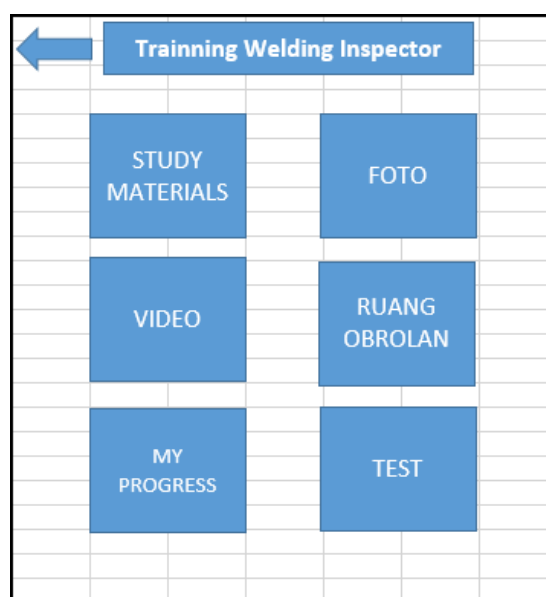 Trainning Welding Inspector
STUDY
MATERIALS
FOTO
VIDEO
RUANG
OBROLAN
MY
PROGRESS
TEST